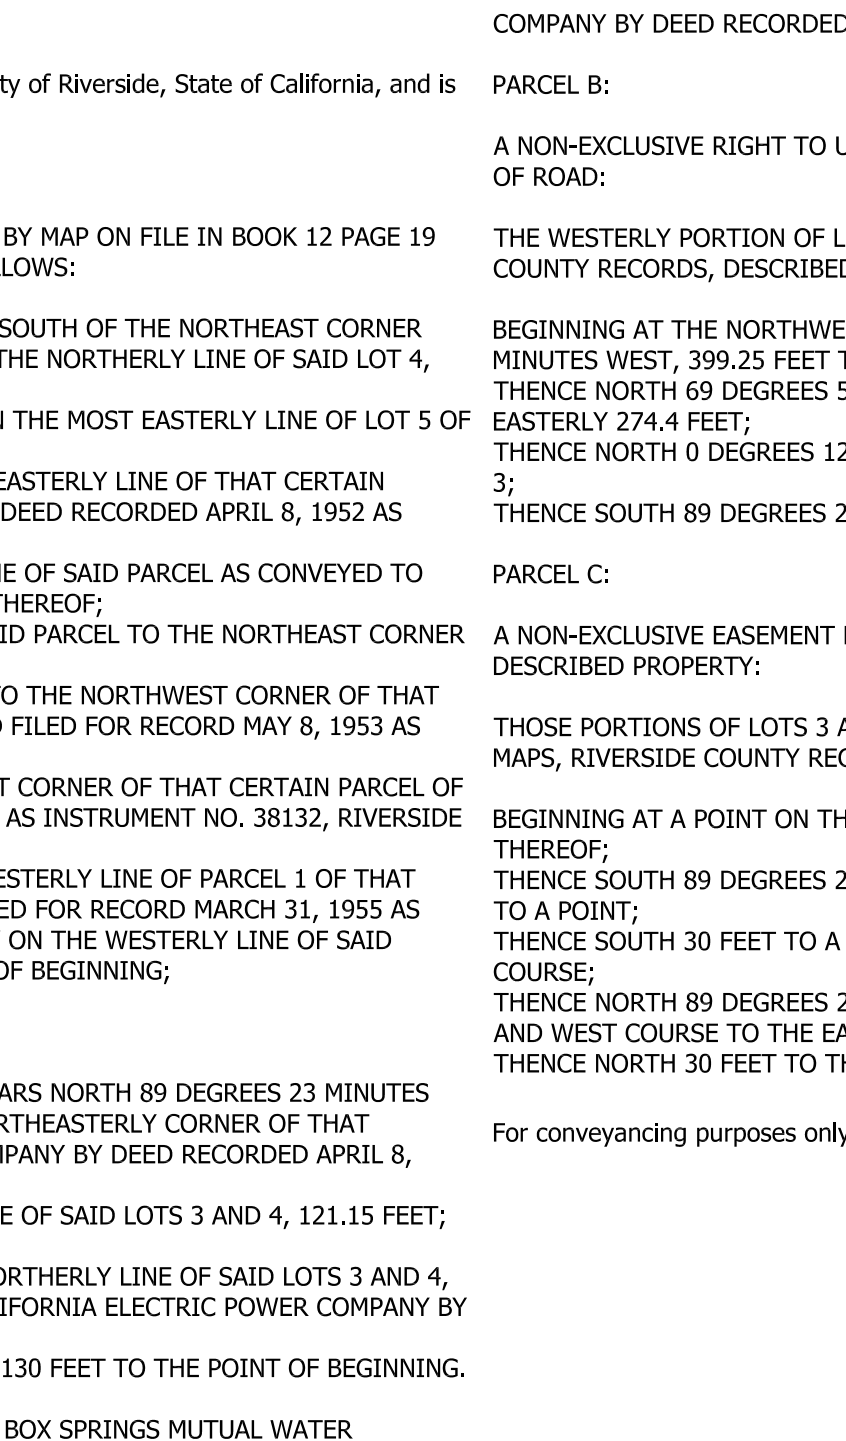 ty of Riverside, State of California, and is
BY MAP ON FILE IN BOOK 12 PAGE 19
LLOWS:
SOUTH OF THE NORTHEAST CORNER
THE NORTHERLY LINE OF SAID LOT 4,
N THE MOST EASTERLY LINE OF LOT 5 OF
EASTERLY LINE OF THAT CERTAIN
DEED RECORDED APRIL 8, 1952 AS
NE OF SAID PARCEL AS CONVEYED TO
THEREOF;
ID PARCEL TO THE NORTHEAST CORNER
TO THE NORTHWEST CORNER OF THAT
D FILED FOR RECORD MAY 8, 1953 AS
T CORNER OF THAT CERTAIN PARCEL OF
AS INSTRUMENT NO. 38132, RIVERSIDE
ESTERLY LINE OF PARCEL 1 OF THAT
ED FOR RECORD MARCH 31, 1955 AS
ON THE WESTERLY LINE OF SAID
OF BEGINNING;
ARS NORTH 89 DEGREES 23 MINUTES
RTHEASTERLY CORNER OF THAT
MPANY BY DEED RECORDED APRIL 8,
E OF SAID LOTS 3 AND 4, 121.15 FEET;
ORTHERLY LINE OF SAID LOTS 3 AND 4,
IFORNIA ELECTRIC POWER COMPANY BY
130 FEET TO THE POINT OF BEGINNING.
BOX SPRINGS MUTUAL WATER
COMPANY BY DEED RECORDED
PARCEL B:
A NON-EXCLUSIVE RIGHT TO U
OF ROAD:
THE WESTERLY PORTION OF L
COUNTY RECORDS, DESCRIBED
BEGINNING AT THE NORTHWE
MINUTES WEST, 399.25 FEET T
THENCE NORTH 69 DEGREES 5
EASTERLY 274.4 FEET;
THENCE NORTH 0 DEGREES 12
3;
THENCE SOUTH 89 DEGREES 2
PARCEL C:
A NON-EXCLUSIVE EASEMENT
DESCRIBED PROPERTY:
THOSE PORTIONS OF LOTS 3 A
MAPS, RIVERSIDE COUNTY REC
BEGINNING AT A POINT ON TH
THEREOF;
THENCE SOUTH 89 DEGREES 2
TO A POINT;
THENCE SOUTH 30 FEET TO A
COURSE;
THENCE NORTH 89 DEGREES 2
AND WEST COURSE TO THE EA
THENCE NORTH 30 FEET TO TH
For conveyancing purposes only